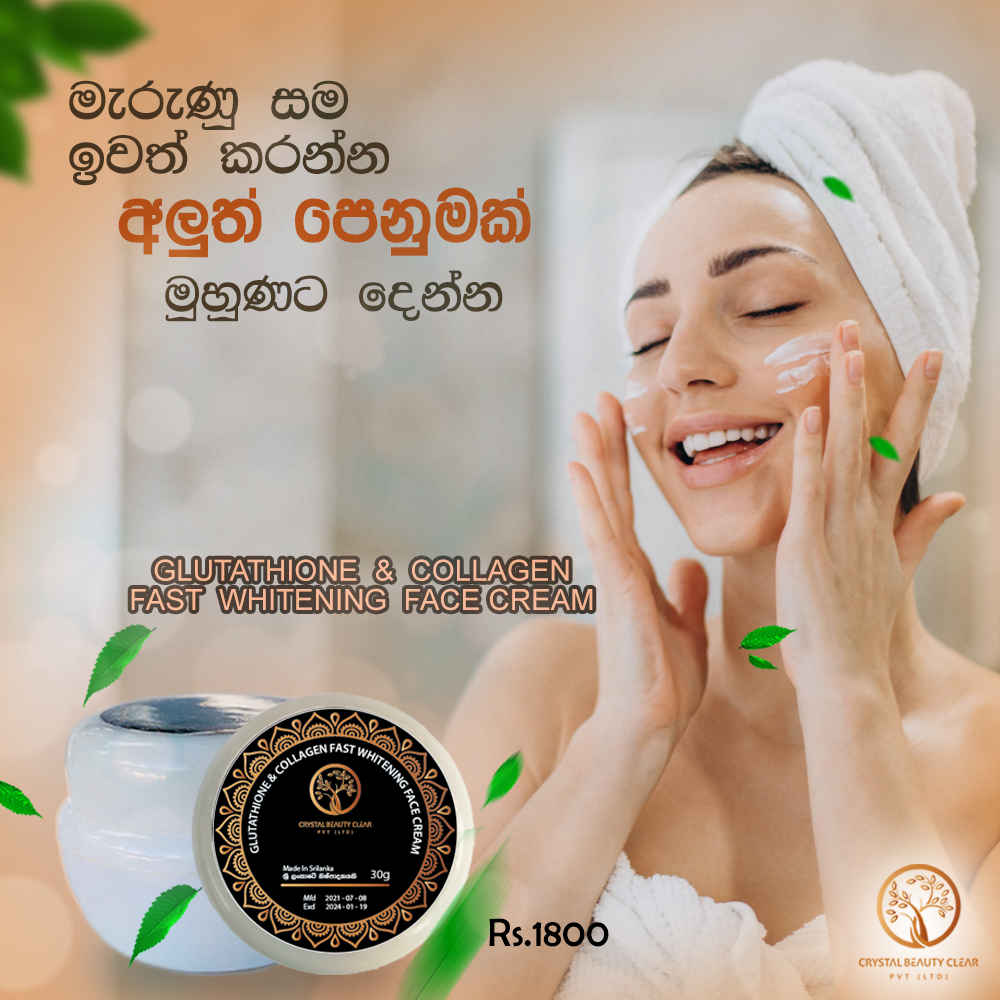 මැරුණු සම
ඉවත් කරන්න
අලුත් පෙනුමක්
මුහුණට දෙන්න
GLUTATHIONE & COLLAGEN
FAST WHITENING FACE CREAM
GLUTATHIONE & COLLAGEN FAST WHITENING FACE CREAM
CRYSTAL BEAUTY CLEAR
PVT (LTD)
Made In Srilanka
ශ්‍රී ලංකාවේ නිෂ්පාදනයකි
30g
Mfd 2021 - 07 - 08
Exd 2024 - 01 - 19
Rs.1800
CRYSTAL BEAUTY CLEAR
PVT (LTD)